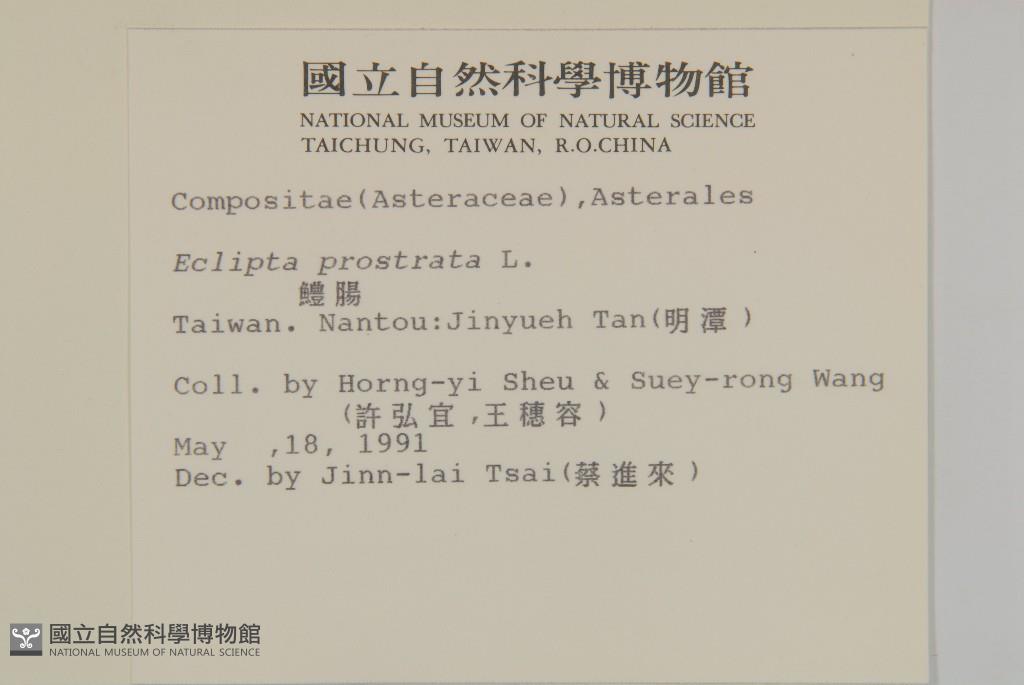 國立自然科學博物館
NATIONAL MUSEUM OF NATURAL SCIENCE
TAICHUNG, TAIWAN, R.O.CHINA
Compositae(Asteraceae),Asterales
Eclipta prostrata L.
鱧腸
Taiwan. Nantou:Jinyueh Tan(明潭)
Coll. by Horng-yi Sheu & Suey-rong Wang
(許弘宜,王穗容)
May ,18, 1991
Dec. by Jinn-lai Tsai(蔡進來)
國立自然科學博物館
NATIONAL MUSEUM OF NATURAL SCIENCE